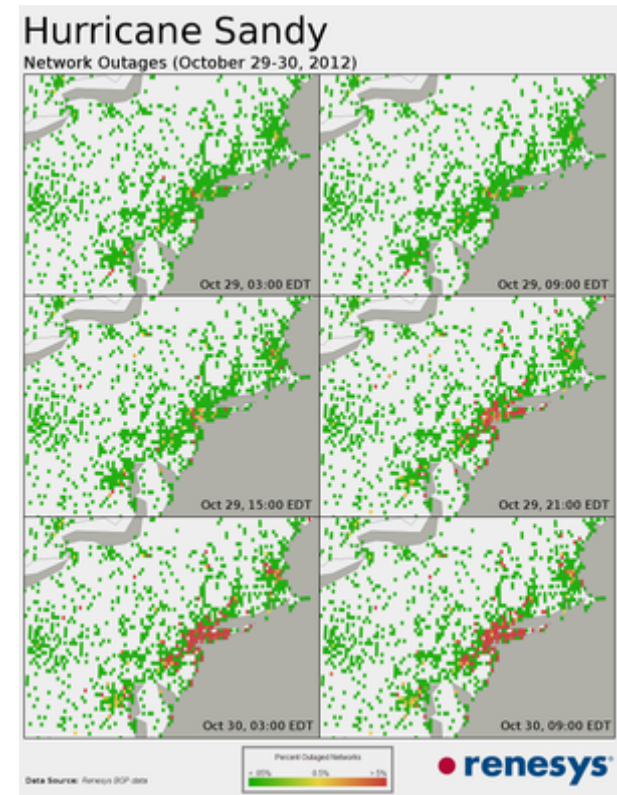 Hurricane Sandy
Network Outages (October 29-30, 2012)
Oct 29, 03:00 EDT
Oct 29, 09:00 EDT
Oct 29, 15:00 EDT
Oct 29, 21:00 EDT
Oct 30, 03:00 EDT
Oct 30, 09:00 EDT
Percent Outaged Networks
0.5%
Data Source: Renesys BGP data
renesys